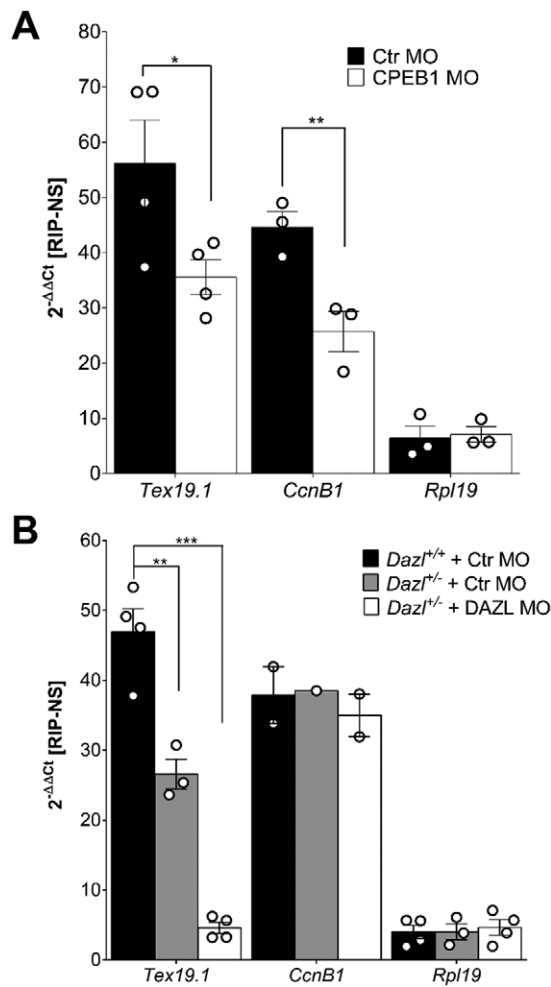 A
80
70
60
50
40
30
20
10
0
2^-ΔΔCt [RIP-NS]
*
**
Ctr MO
CPEB1 MO
Tex19.1 CcnB1 Rpl19
B
60
50
40
30
20
10
0
2^-ΔΔCt [RIP-NS]
***
**
Dazl^+/+ + Ctr MO
Dazl^+/- + Ctr MO
Dazl^+/- + DAZL MO
Tex19.1 CcnB1 Rpl19